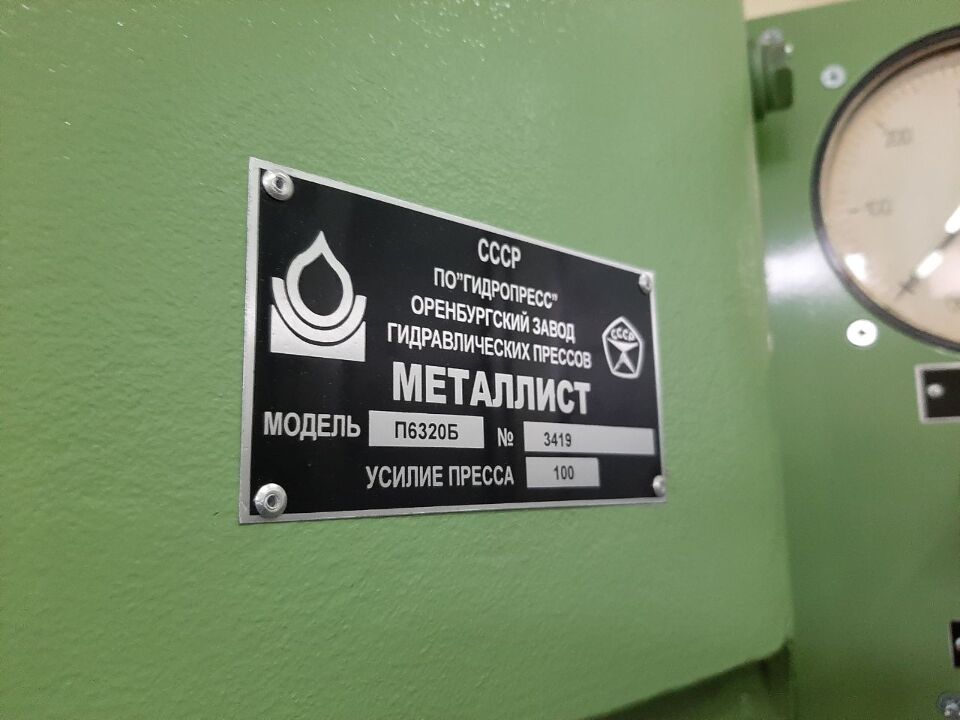 СССР
ПО"ГИДРОПРЕСС"
ОРЕНБУРГСКИЙ ЗАВОД
ГИДРАВЛИЧЕСКИХ ПРЕССОВ
СССР
МЕТАЛЛИСТ
МОДЕЛЬ П6320Б № 3419
УСИЛИЕ ПРЕССА 100
200
100